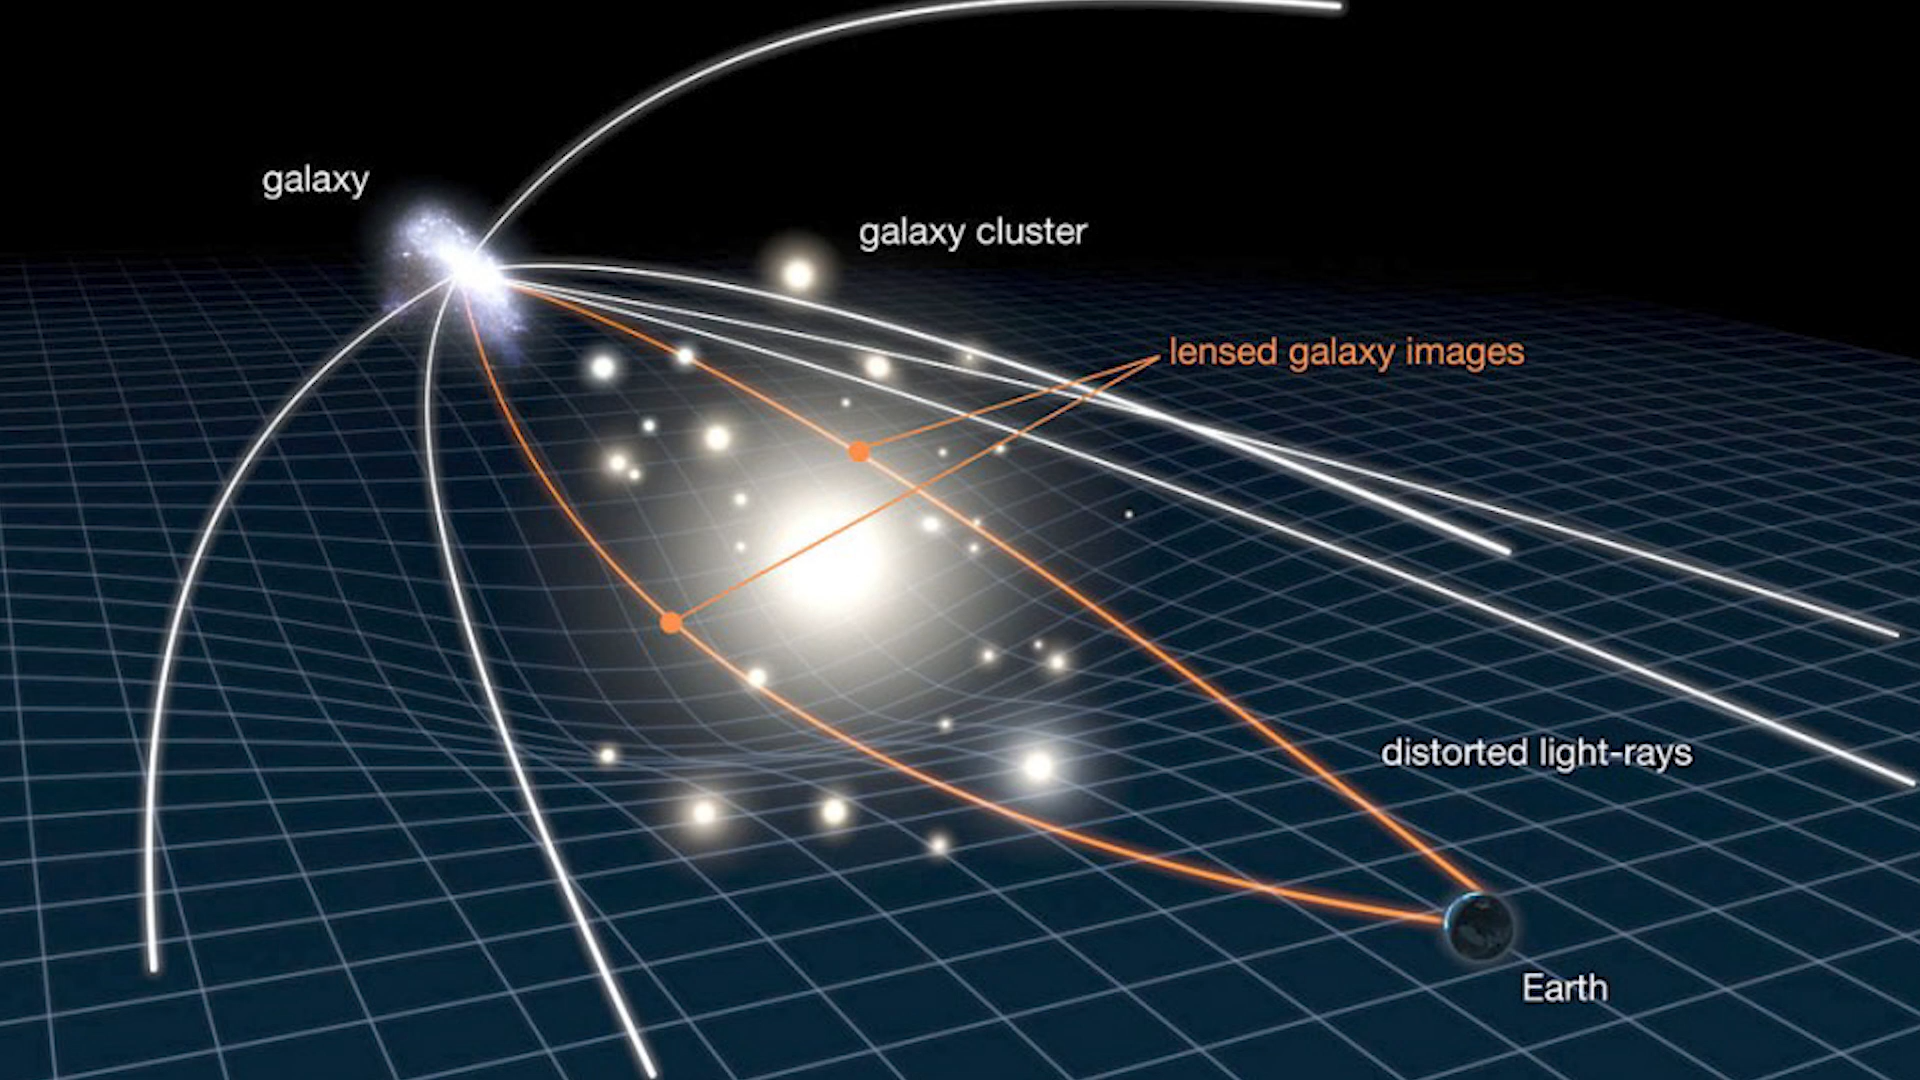 galaxy
galaxy cluster
lensed galaxy images
distorted light-rays
Earth